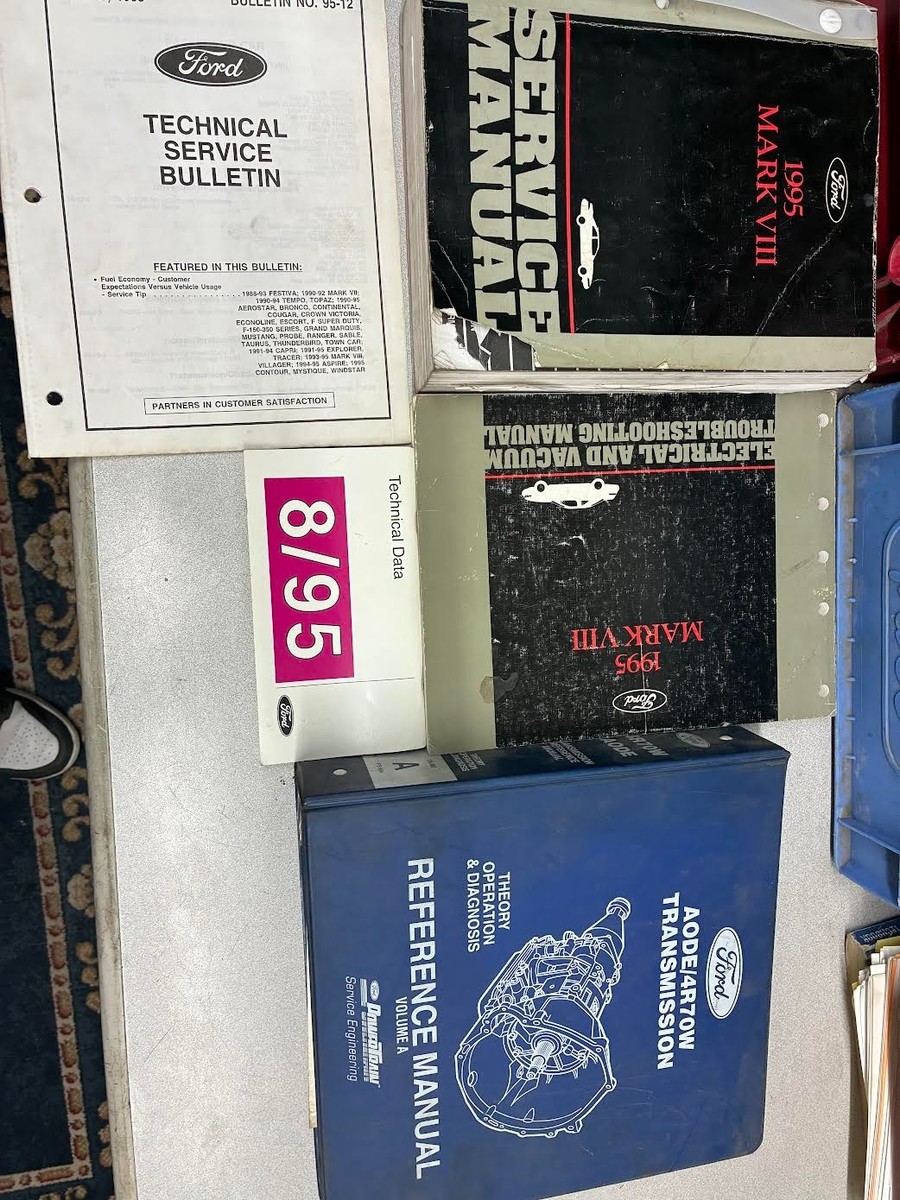 BULLETIN NO. 95-12
Ford
TECHNICAL
SERVICE
BULLETIN
FEATURED IN THIS BULLETIN:
• Fuel Economy - Customer
Expectations Versus Vehicle Usage
- Service Tip . . . . . . . . . . . . . . . . . 1988-93 FESTIVA; 1990-92 MARK VII;
1990-94 TEMPO, TOPAZ; 1990-95
AEROSTAR, BRONCO, CONTINENTAL,
COUGAR, CROWN VICTORIA,
ECONOLINE, ESCORT, F SUPER DUTY,
F-150-350 SERIES, GRAND MARQUIS,
MUSTANG, PROBE, RANGER, SABLE,
TAURUS, THUNDERBIRD, TOWN CAR;
1991-94 CAPRI; 1991-95 EXPLORER,
TRACER; 1993-95 MARK VIII,
VILLAGER; 1994-95 ASPIRE; 1995
CONTOUR, MYSTIQUE, WINDSTAR
PARTNERS IN CUSTOMER SATISFACTION
Ford
1995
MARK VIII
SERVICE
MANUAL
Technical Data
8/95
Ford
ELECTRICAL AND VACUUM
TROUBLESHOOTING MANUAL
1995
MARK VIII
Ford
A
Ford
AODE/4R70W
TRANSMISSION
THEORY
OPERATION
& DIAGNOSIS
REFERENCE MANUAL
VOLUME A
POWERTRAIN
Service Engineering